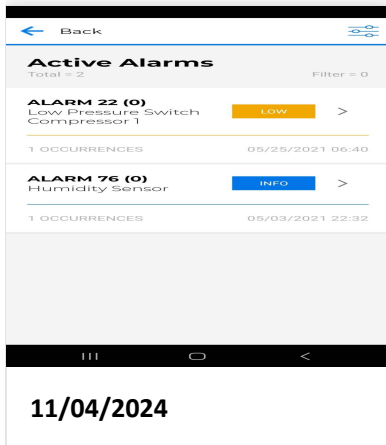 Back
Active Alarms
Total = 2 Filter = 0
ALARM 22 (0)
Low Pressure Switch
Compressor 1
LOW >
1 OCCURRENCES 05/25/2021 06:40
ALARM 76 (0)
Humidity Sensor
INFO >
1 OCCURRENCES 05/03/2021 22:32
11/04/2024